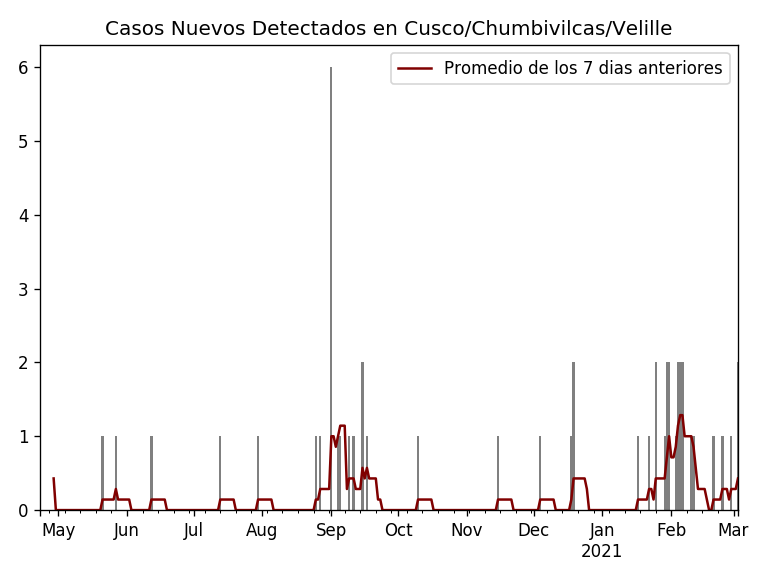 Casos Nuevos Detectados en Cusco/Chumbivilcas/Velille
Promedio de los 7 dias anteriores
6
5
4
3
2
1
0
May Jun Jul Aug Sep Oct Nov Dec Jan Feb Mar
2021